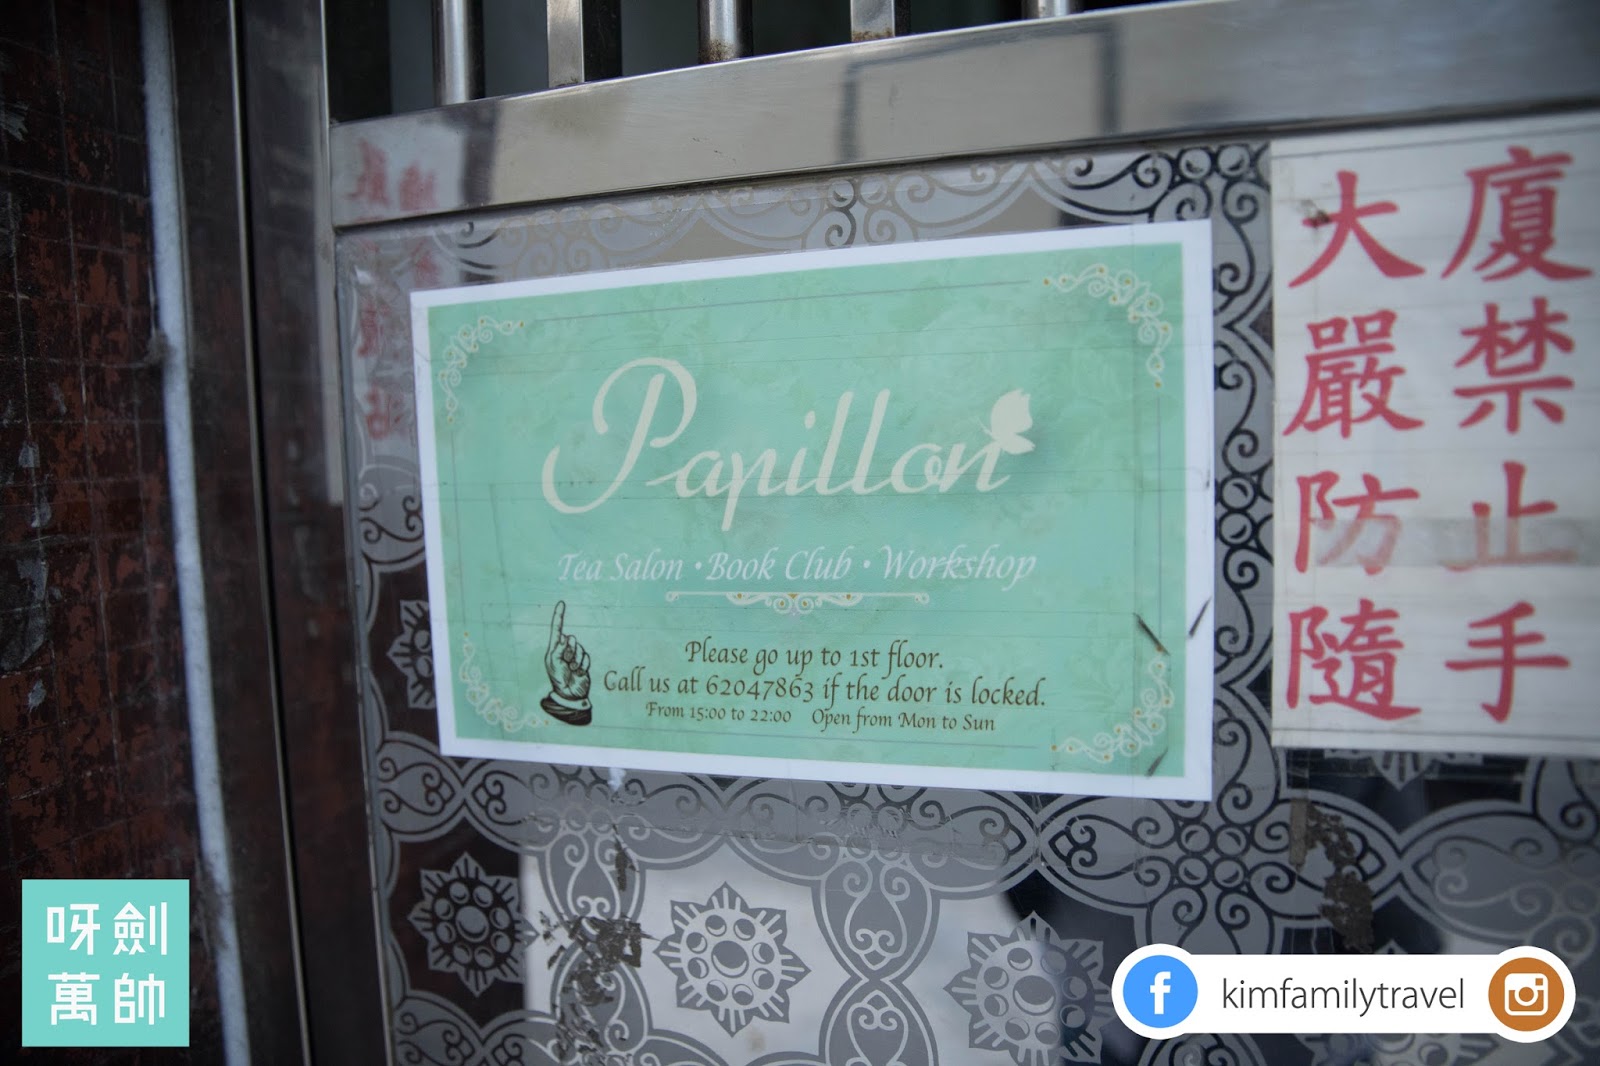 Papillon
Tea Salon • Book Club • Workshop
Please go up to 1st floor.
Call us at 62047863 if the door is locked.
From 15:00 to 22:00 Open from Mon to Sun
廈禁止手
大嚴防隨
呀劍
萬帥
kimfamilytravel